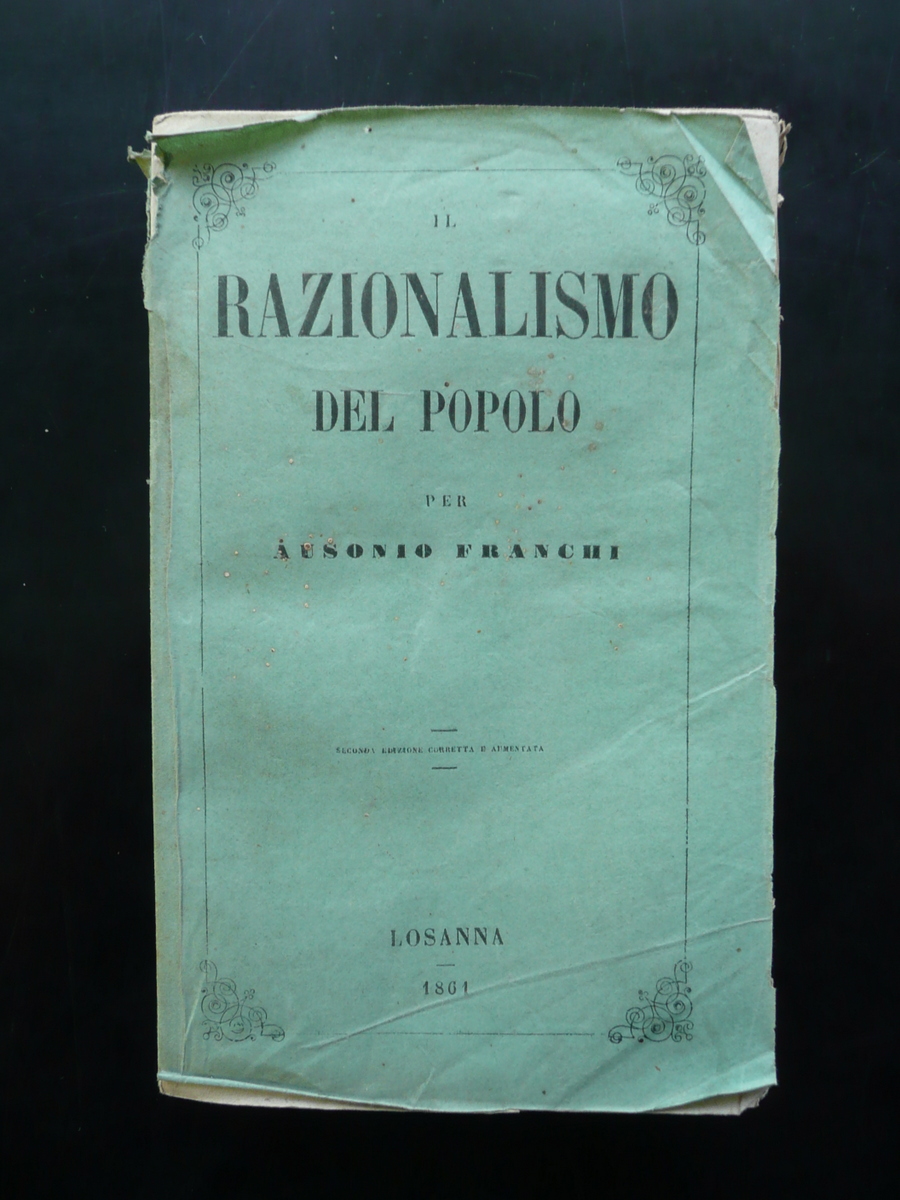 IL
RAZIONALISMO
DEL POPOLO
PER
AUSONIO FRANCHI
SECONDA EDIZIONE CORRETTA E AUMENTATA
LOSANNA
1861